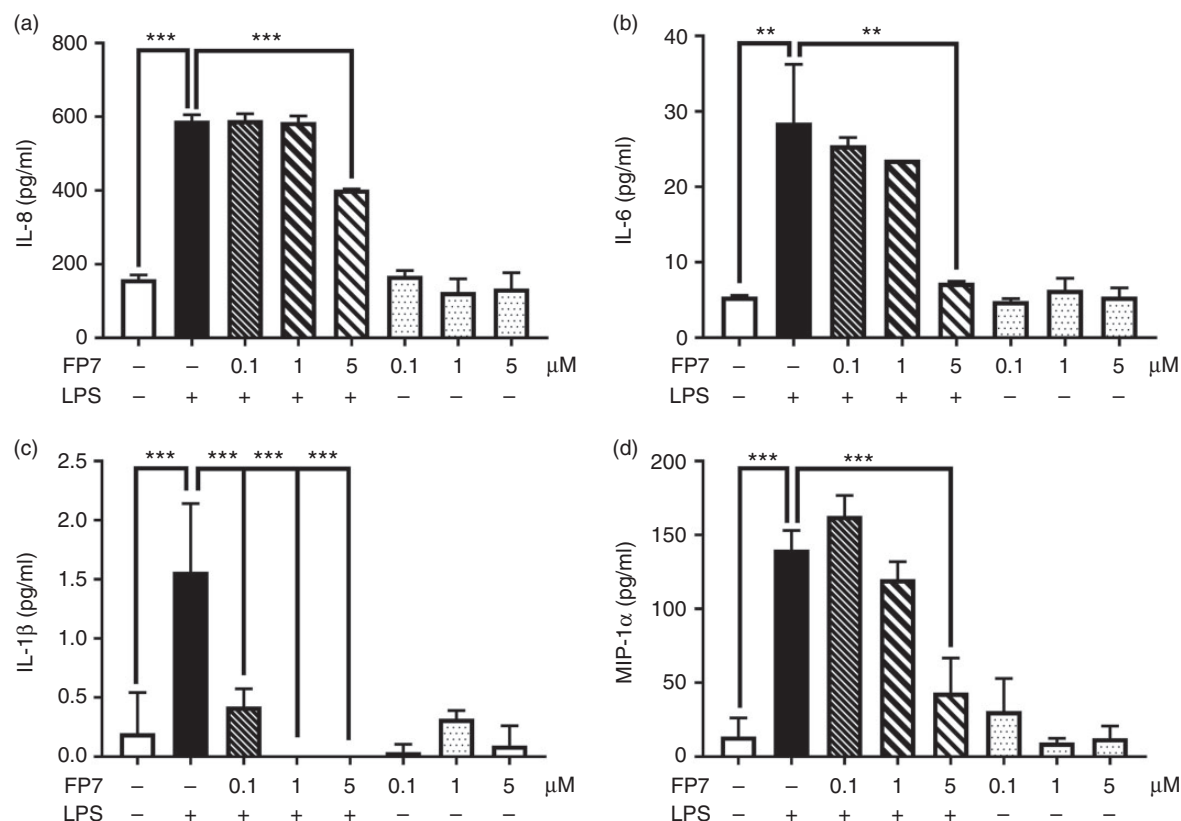 (a)
*** ***
800
600
400
200
0
IL-8 (pg/ml)
FP7 – – 0.1 1 5 0.1 1 5 μM
LPS – + + + + – – –
(b)
** **
40
30
20
10
0
IL-6 (pg/ml)
FP7 – – 0.1 1 5 0.1 1 5 μM
LPS – + + + + – – –
(c)
*** *** *** ***
2.5
2.0
1.5
1.0
0.5
0.0
IL-1β (pg/ml)
FP7 – – 0.1 1 5 0.1 1 5 μM
LPS – + + + + – – –
(d)
*** ***
200
150
100
50
0
MIP-1α (pg/ml)
FP7 – – 0.1 1 5 0.1 1 5 μM
LPS – + + + + – – –